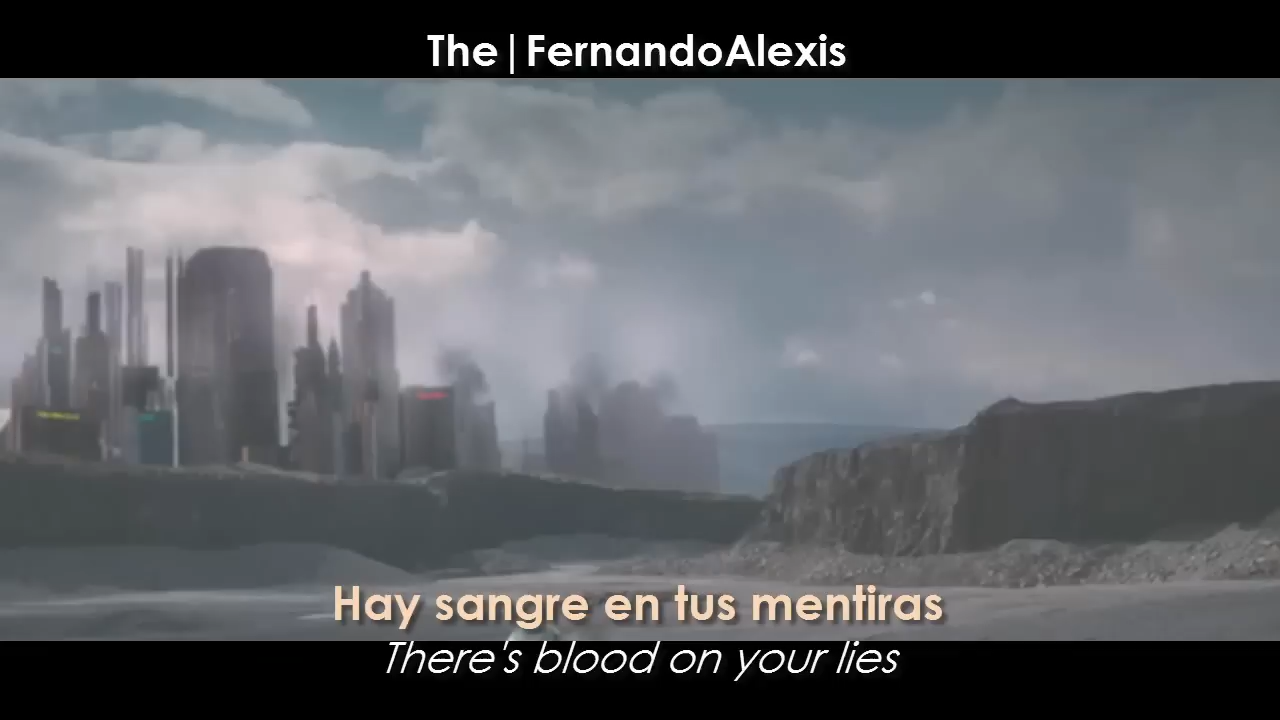 The|FernandoAlexis
Hay sangre en tus mentiras
There's blood on your lies